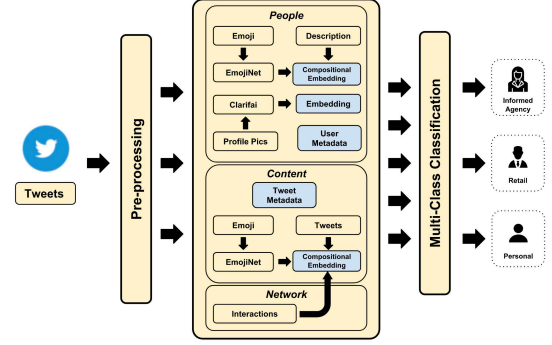 Tweets
Pre-processing
People
Emoji
Description
EmojiNet
Compositional
Embedding
Clarifai
Embedding
Profile Pics
User
Metadata
Content
Tweet
Metadata
Emoji
Tweets
EmojiNet
Compositional
Embedding
Network
Interactions
Multi-Class Classification
Informed
Agency
Retail
Personal